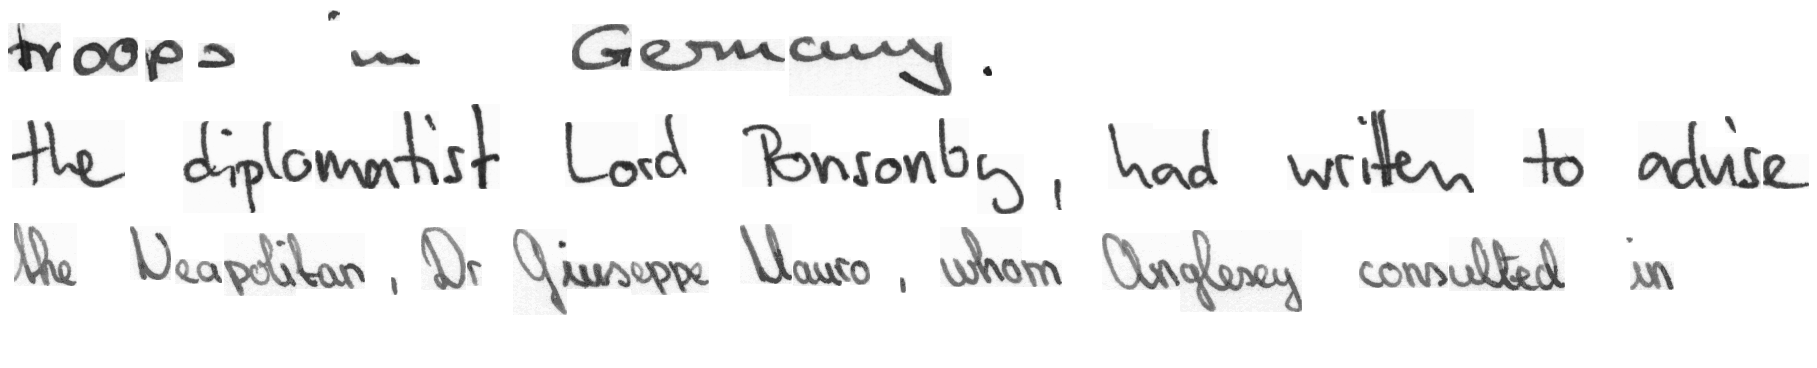 troops in Germany.
the diplomatist Lord Ponsonby, had written to advise
the Neapolitan, Dr Giuseppe Mauro, whom Anglesey consulted in